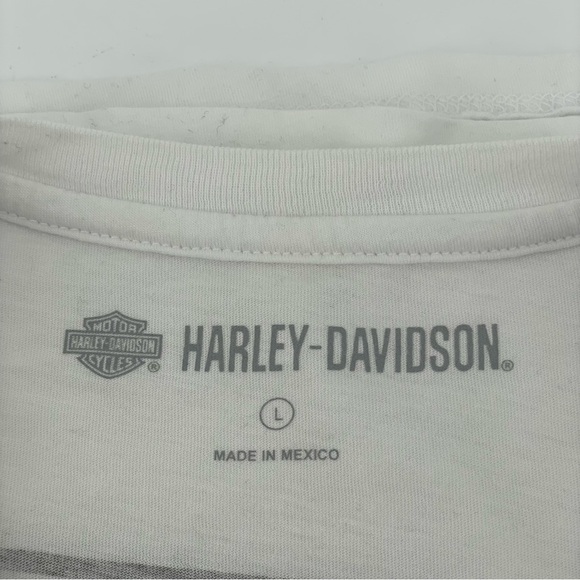 MOTOR
HARLEY-DAVIDSON
CYCLES ®
HARLEY-DAVIDSON®
L
MADE IN MEXICO